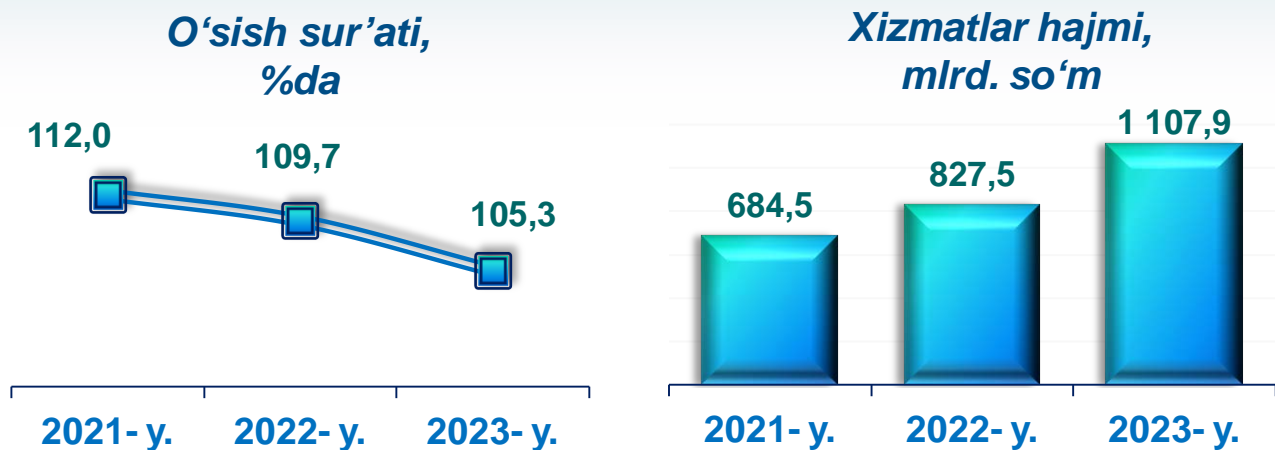 O‘sish sur’ati,
%da
112,0
109,7
105,3
2021- y.
2022- y.
2023- y.
Xizmatlar hajmi,
mlrd. so‘m
684,5
827,5
1 107,9
2021- y.
2022- y.
2023- y.